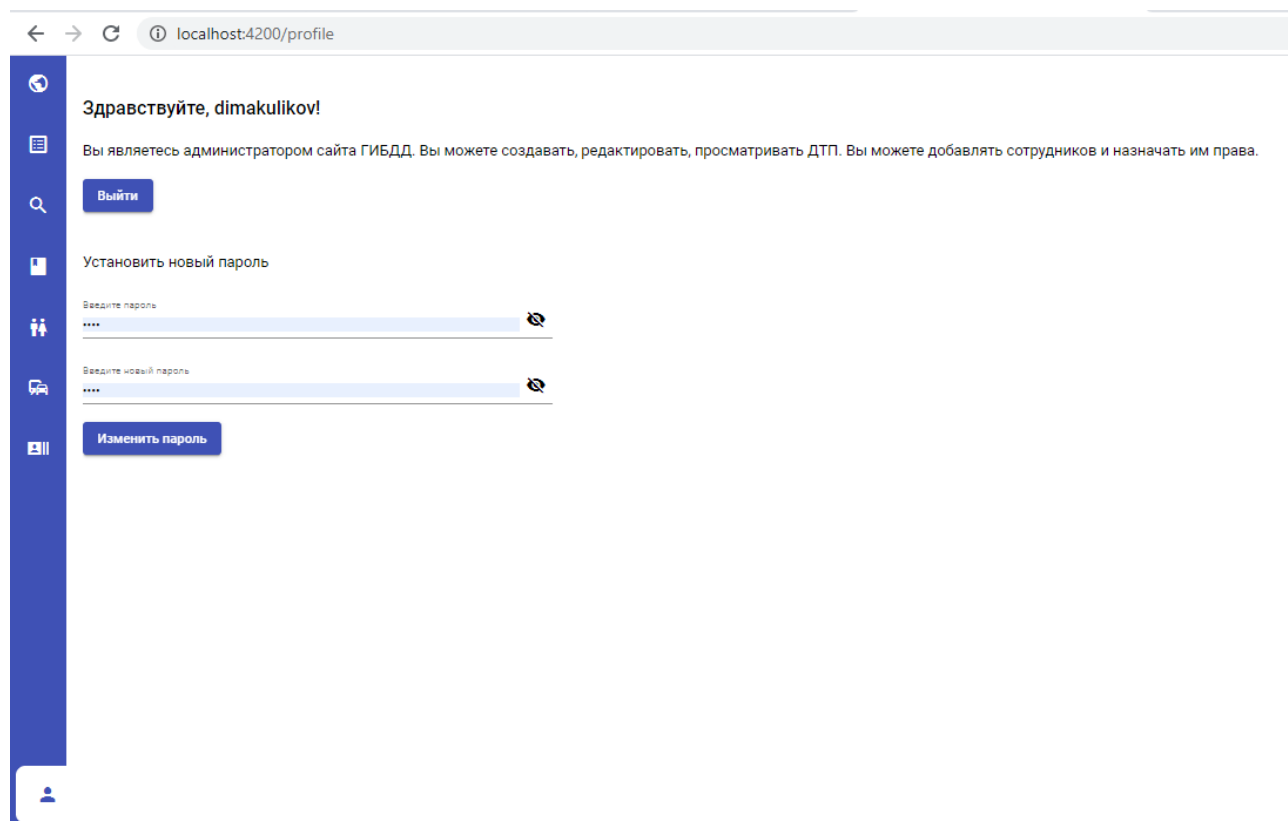 localhost:4200/profile
Здравствуйте, dimakulikov!
Вы являетесь администратором сайта ГИБДД. Вы можете создавать, редактировать, просматривать ДТП. Вы можете добавлять сотрудников и назначать им права.
Выйти
Установить новый пароль
Введите пароль
••••
Введите новый пароль
••••
Изменить пароль